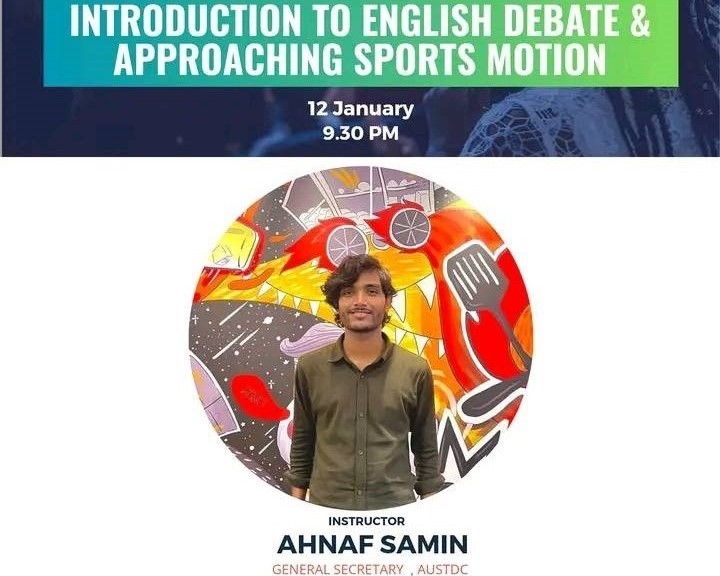 INTRODUCTION TO ENGLISH DEBATE &
APPROACHING SPORTS MOTION
12 January
9.30 PM
INSTRUCTOR
AHNAF SAMIN
GENERAL SECRETARY , AUSTDC